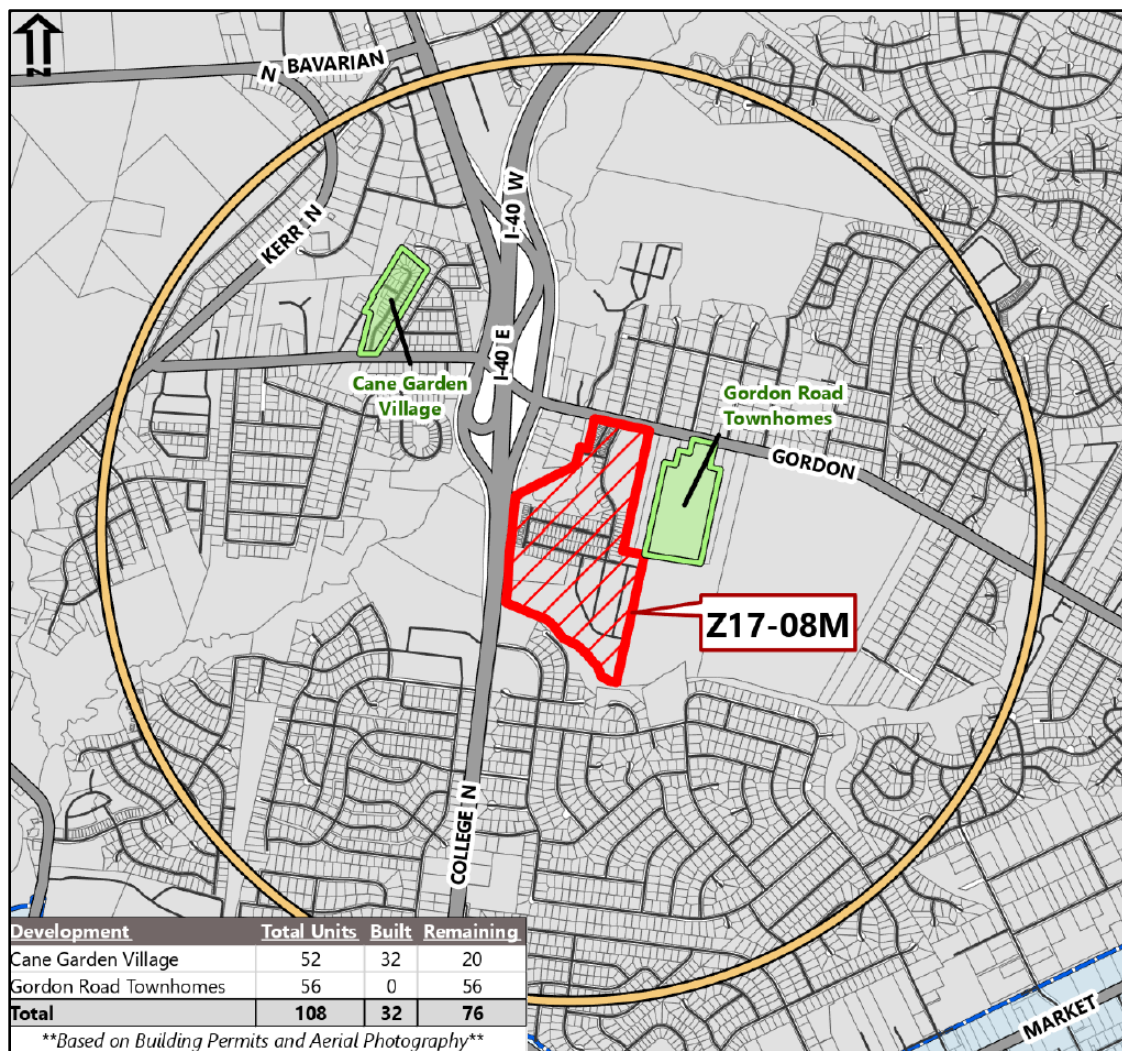 N
BAVARIAN
N
I-40 W
KERR N
I-40 E
Cane Garden
Village
Gordon Road
Townhomes
GORDON
Z17-08M
COLLEGE N
MARKET
Development Total Units Built Remaining
Cane Garden Village 52 32 20
Gordon Road Townhomes 56 0 56
Total 108 32 76
**Based on Building Permits and Aerial Photography**